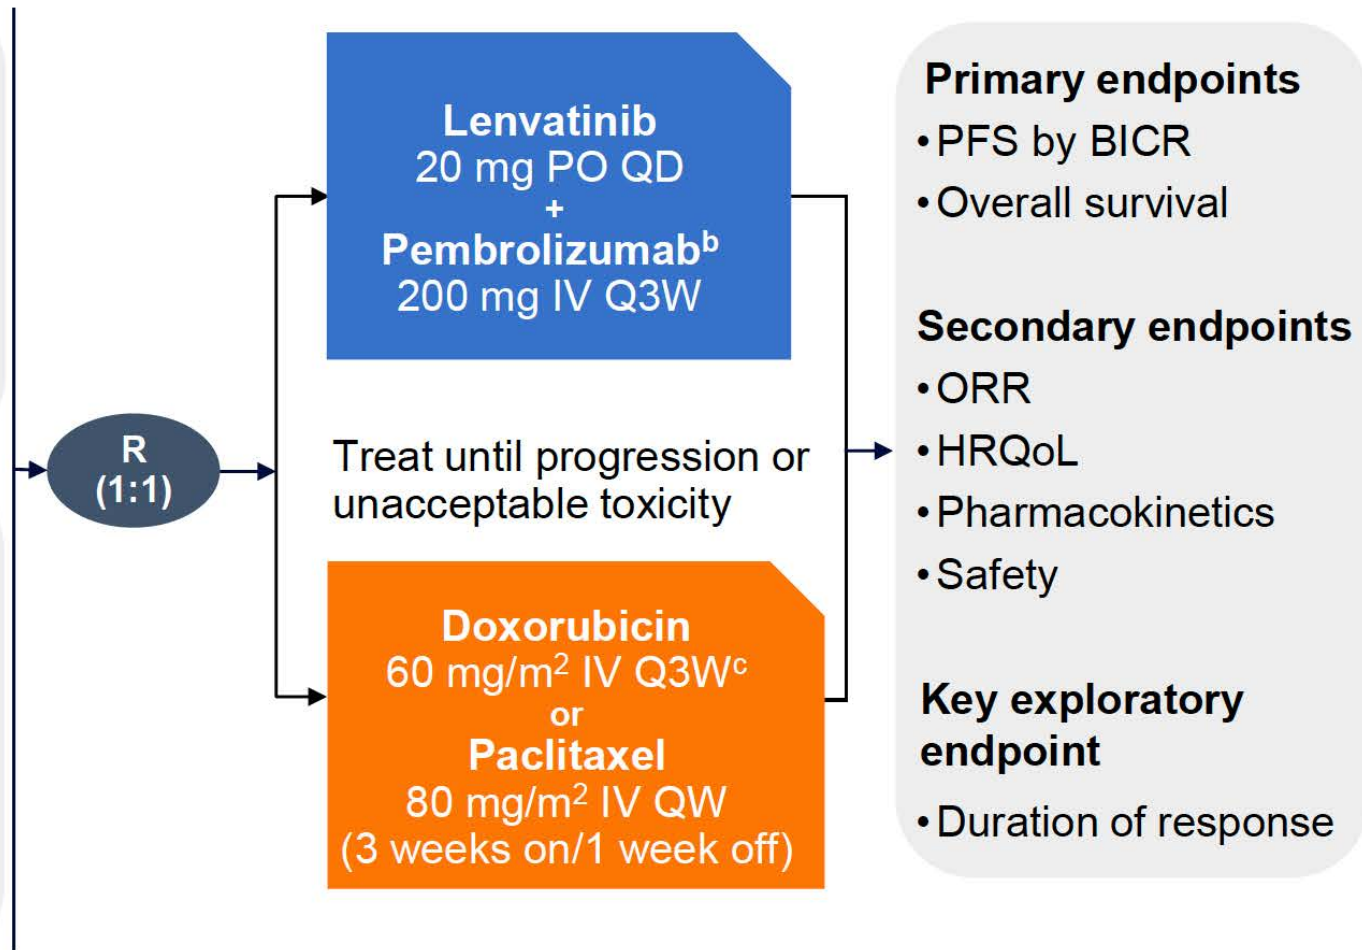 R
(1:1)
Lenvatinib
20 mg PO QD
+
Pembrolizumabᵇ
200 mg IV Q3W
Treat until progression or
unacceptable toxicity
Doxorubicin
60 mg/m² IV Q3Wᶜ
or
Paclitaxel
80 mg/m² IV QW
(3 weeks on/1 week off)
Primary endpoints
• PFS by BICR
• Overall survival
Secondary endpoints
• ORR
• HRQoL
• Pharmacokinetics
• Safety
Key exploratory
endpoint
• Duration of response